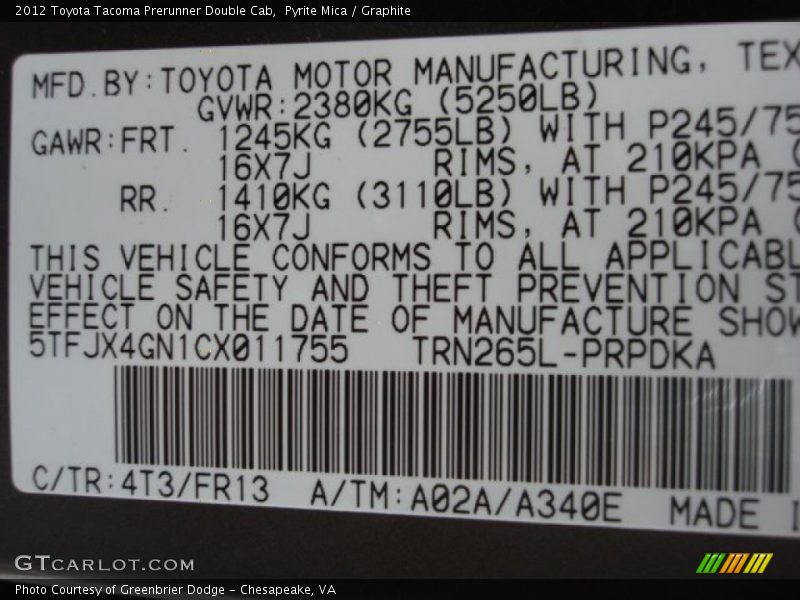 2012 Toyota Tacoma Prerunner Double Cab,  Pyrite Mica / Graphite
MFD.BY:TOYOTA MOTOR MANUFACTURING, TEX
GVWR:2380KG (5250LB)
GAWR:FRT. 1245KG (2755LB) WITH P245/75
16X7J RIMS, AT 210KPA (
RR. 1410KG (3110LB) WITH P245/75
16X7J RIMS, AT 210KPA (
THIS VEHICLE CONFORMS TO ALL APPLICABL
VEHICLE SAFETY AND THEFT PREVENTION ST
EFFECT ON THE DATE OF MANUFACTURE SHOW
5TFJX4GN1CX011755 TRN265L-PRPDKA
C/TR:4T3/FR13 A/TM:A02A/A340E MADE I
GTCARLOT.COM
Photo Courtesy of Greenbrier Dodge - Chesapeake, VA